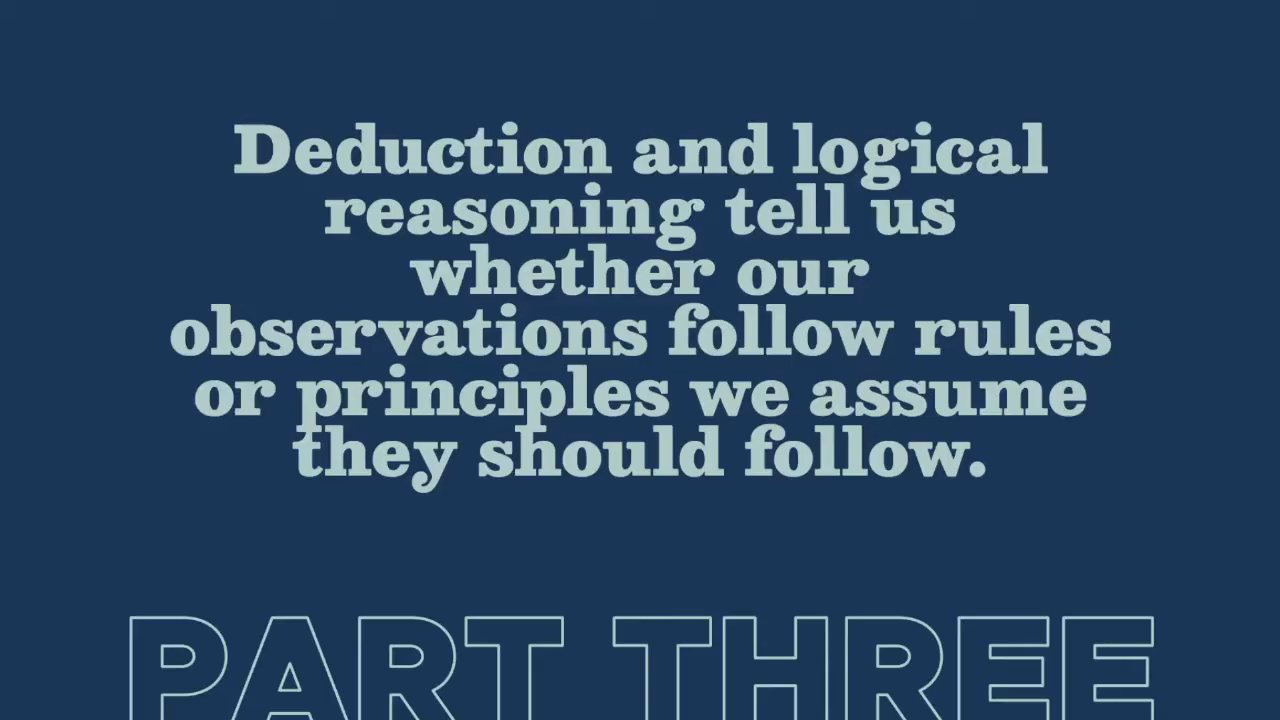 Deduction and logical
reasoning tell us
whether our
observations follow rules
or principles we assume
they should follow.
PART THREE